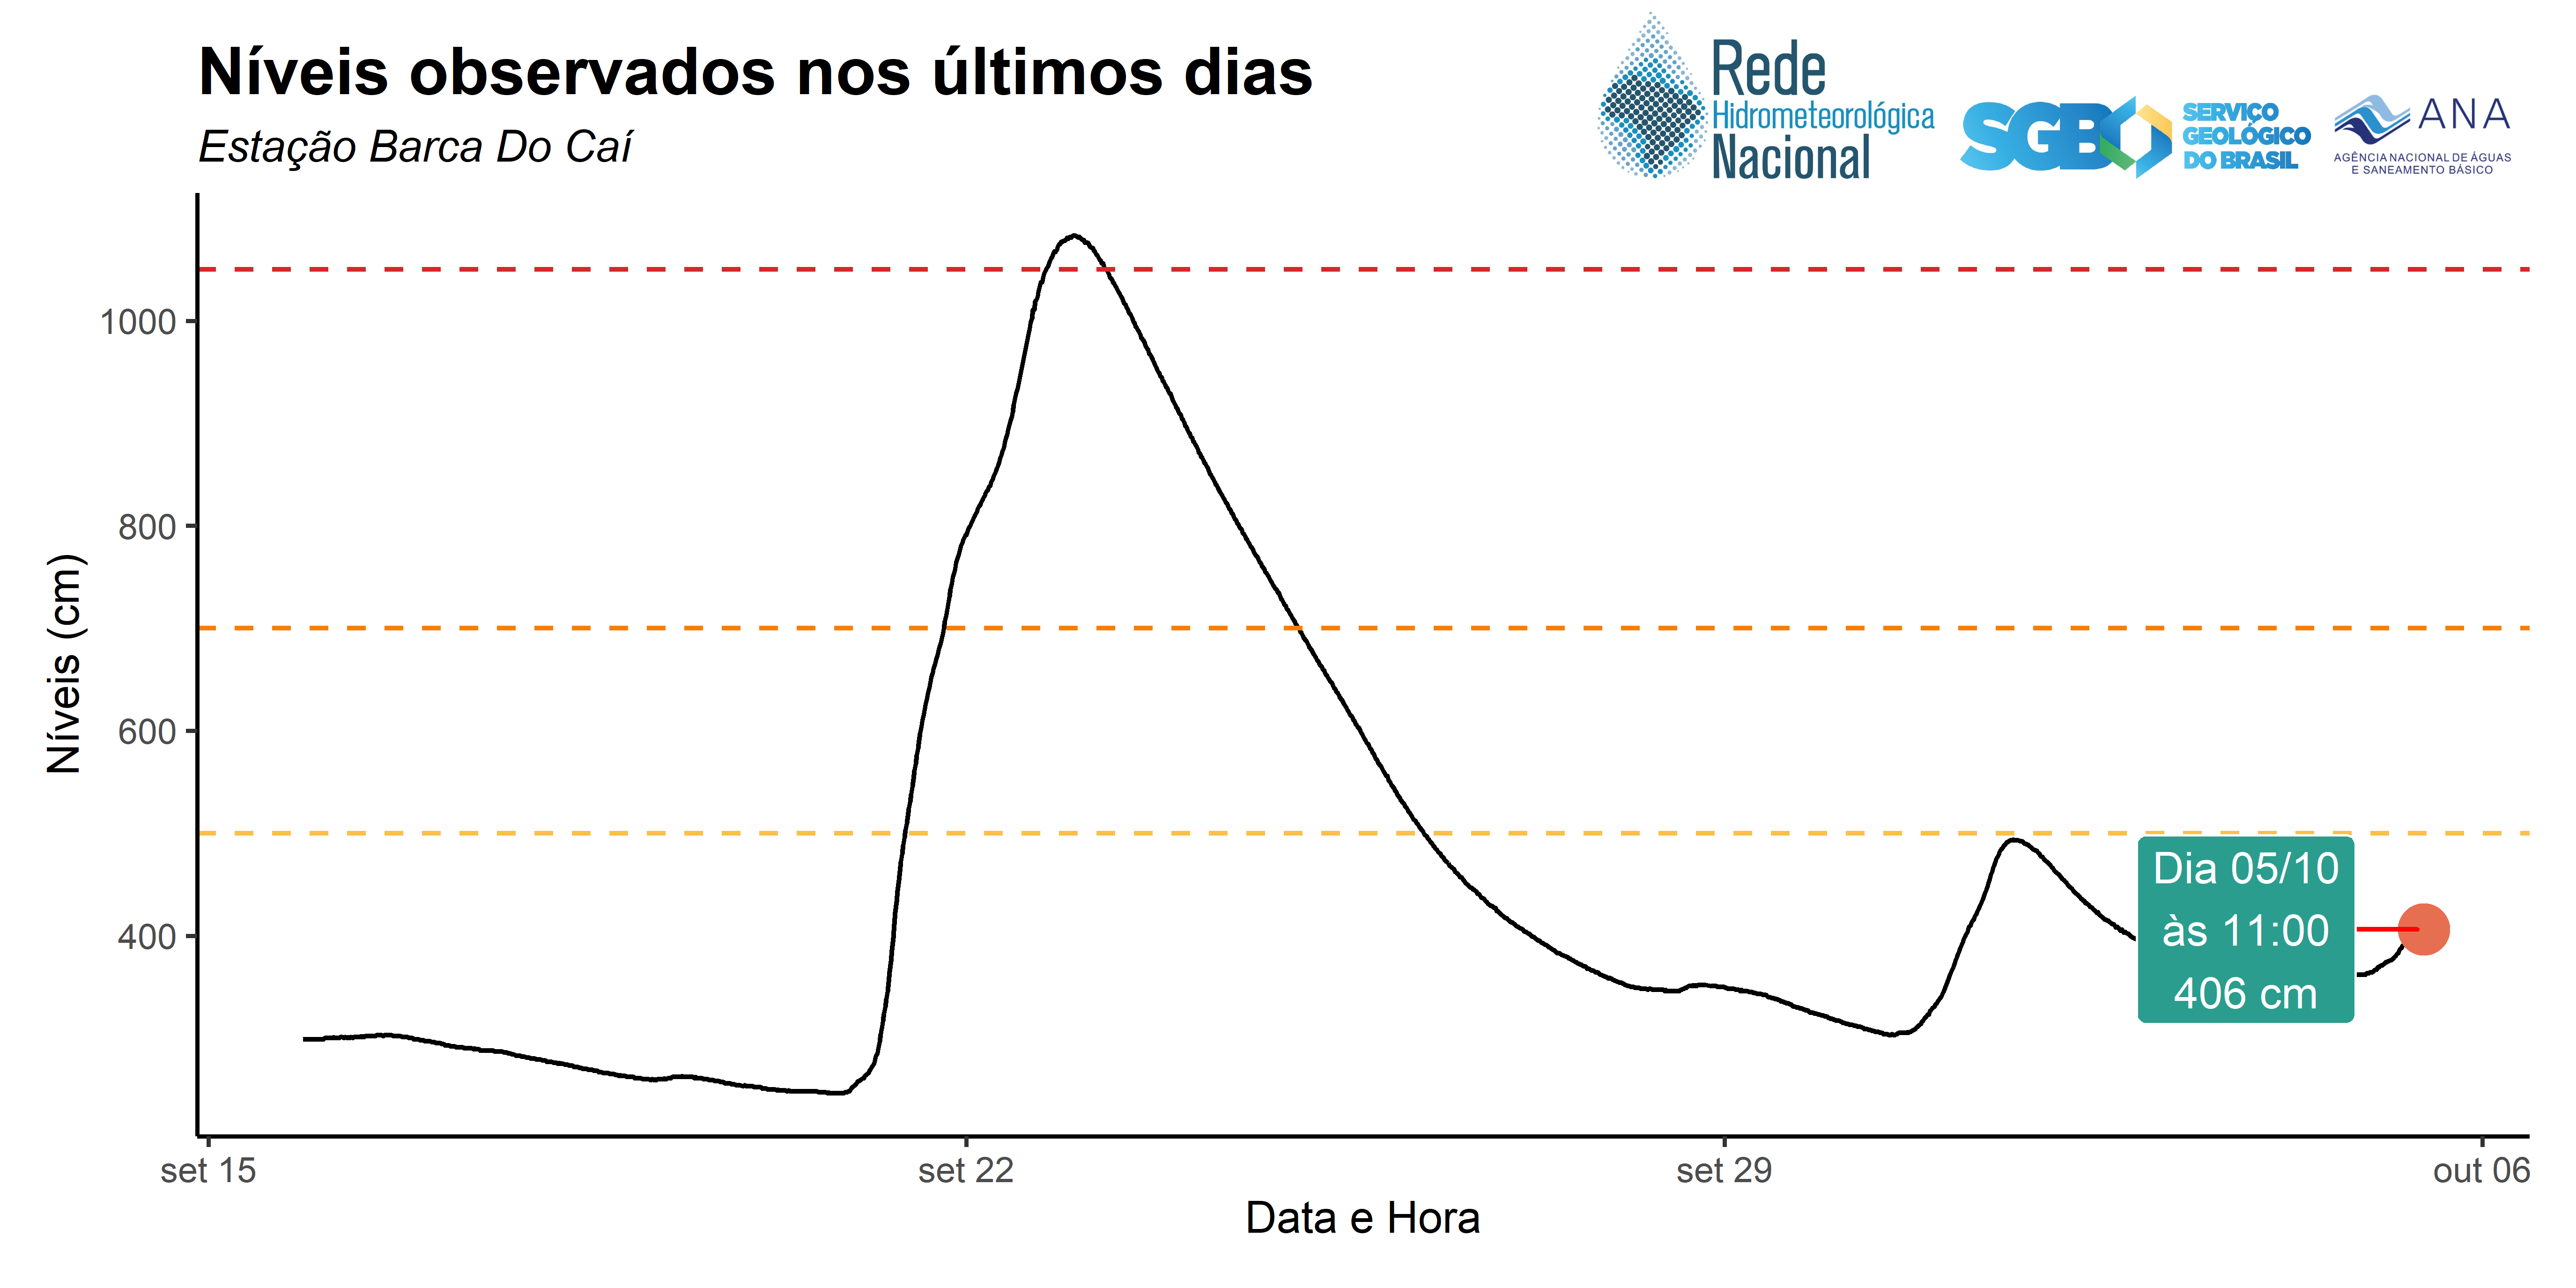 Níveis observados nos últimos dias
Estação Barca Do Caí
Rede
Hidrometeorológica
Nacional
SGB
SERVIÇO
GEOLÓGICO
DO BRASIL
ANA
AGÊNCIA NACIONAL DE ÁGUAS
E SANEAMENTO BÁSICO
Níveis (cm)
1000
800
600
400
Dia 05/10
às 11:00
406 cm
set 15
set 22
set 29
out 06
Data e Hora